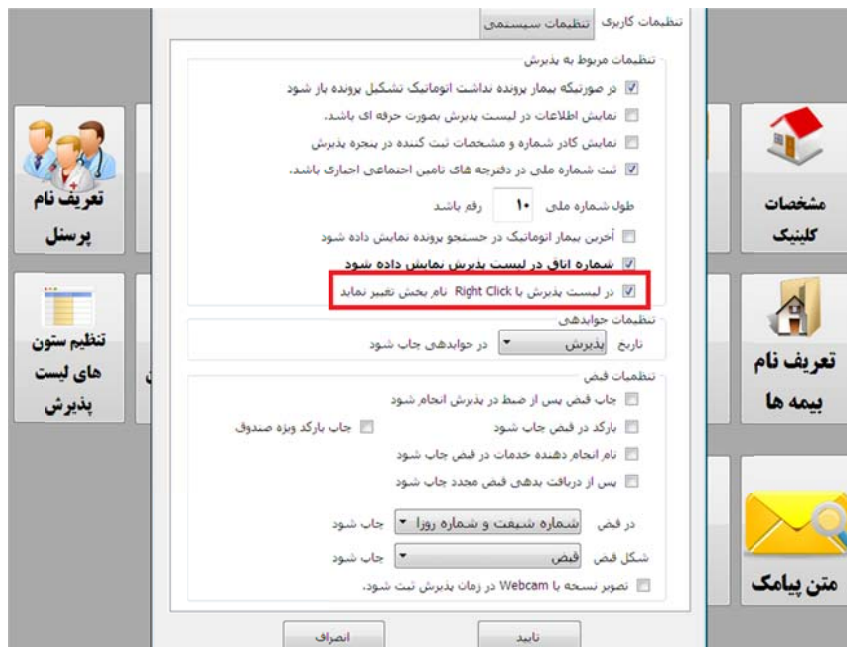 تنظیمات کاربری
تنظیمات سیستمی
تنظیمات مربوط به پذیرش
در صورتیکه بیمار پرونده نداشت اتوماتیک تشکیل پرونده باز شود
نمایش اطلاعات در لیست پذیرش بصورت حرفه ای باشد.
نمایش کادر شماره و مشخصات ثبت کننده در پنجره پذیرش
ثبت شماره ملی در دفترچه های تامین اجتماعی اجباری باشد.
طول شماره ملی ۱۰ رقم باشد
آخرین بیمار اتوماتیک در جستجو پرونده نمایش داده شود
شماره اتاق در لیست پذیرش نمایش داده شود
در لیست پذیرش با Right Click نام بخش تغییر نماید
تنظیمات جوابدهی
تاریخ پذیرش در جوابدهی چاپ شود
تنظمیات قبض
چاپ قبض پس از ضبط در پذیرش انجام شود
بارکد در قبض چاپ شود
چاپ بارکد ویزه صندوق
نام انجام دهنده خدمات در قبض چاپ شود
پس از دریافت بدهی قبض مجدد چاپ شود
در قبض شماره شیفت و شماره روزا چاپ شود
شکل قبض قبض چاپ شود
تصویر نسخه با Webcam در زمان پذیرش ثبت شود.
تایید
انصراف
مشخصات
کلینیک
تعریف نام
بیمه ها
متن پیامک
تعریف نام
پرسنل
تنظیم ستون
های لیست
پذیرش